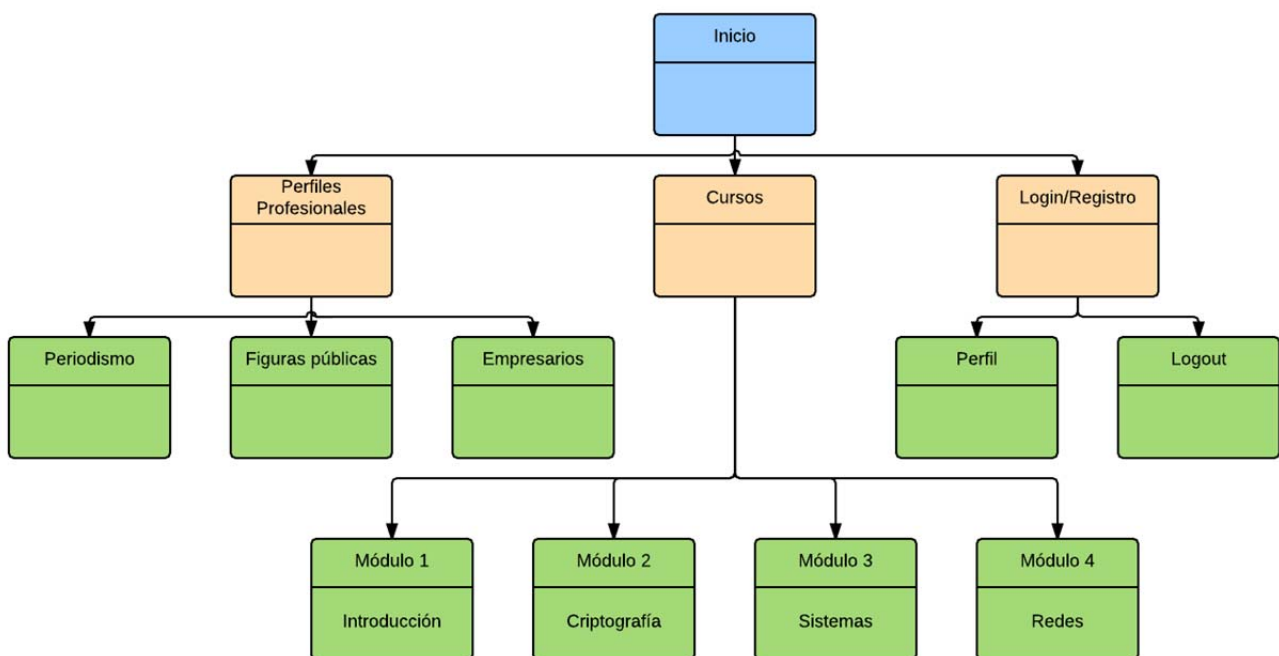 Inicio
Perfiles
Profesionales
Cursos
Login/Registro
Periodismo
Figuras públicas
Empresarios
Perfil
Logout
Módulo 1
Introducción
Módulo 2
Criptografía
Módulo 3
Sistemas
Módulo 4
Redes